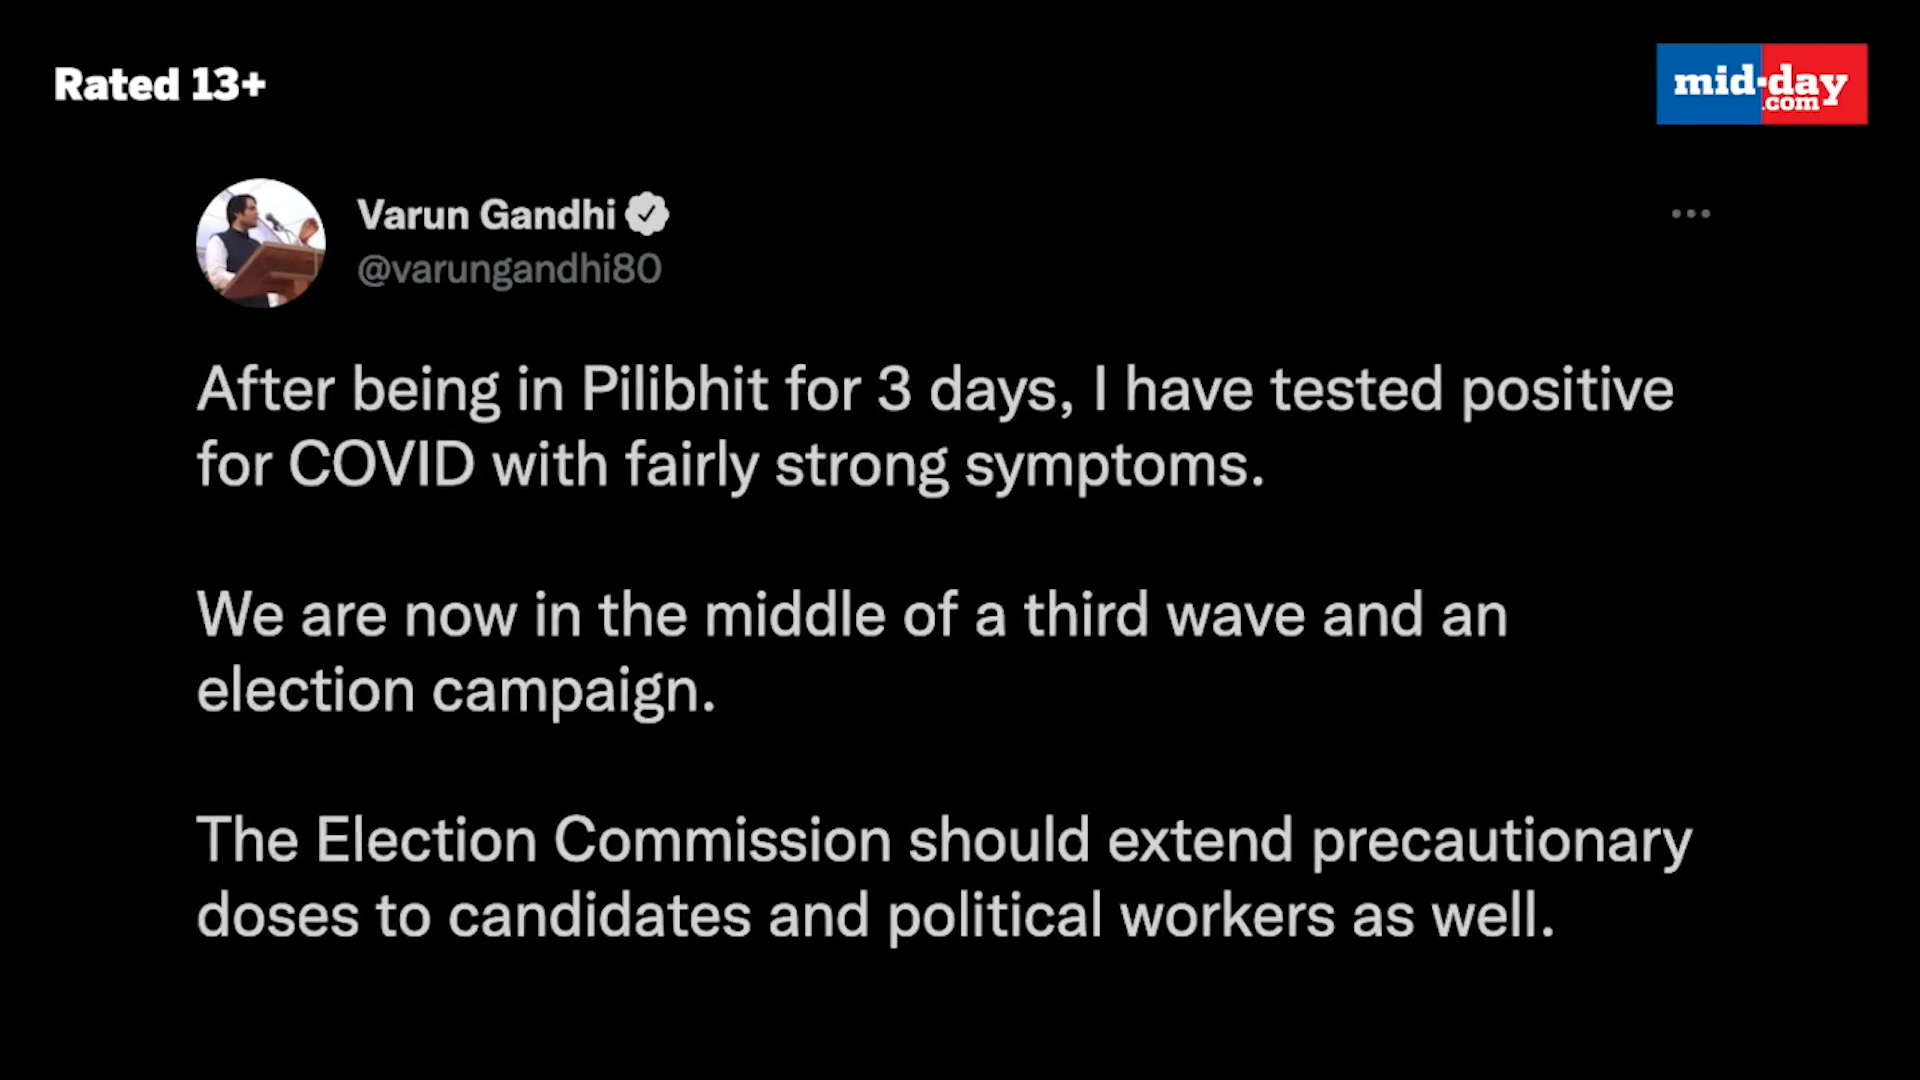 Rated 13+
mid-day
.com
Varun Gandhi
@varungandhi80
After being in Pilibhit for 3 days, I have tested positive
for COVID with fairly strong symptoms.
We are now in the middle of a third wave and an
election campaign.
The Election Commission should extend precautionary
doses to candidates and political workers as well.